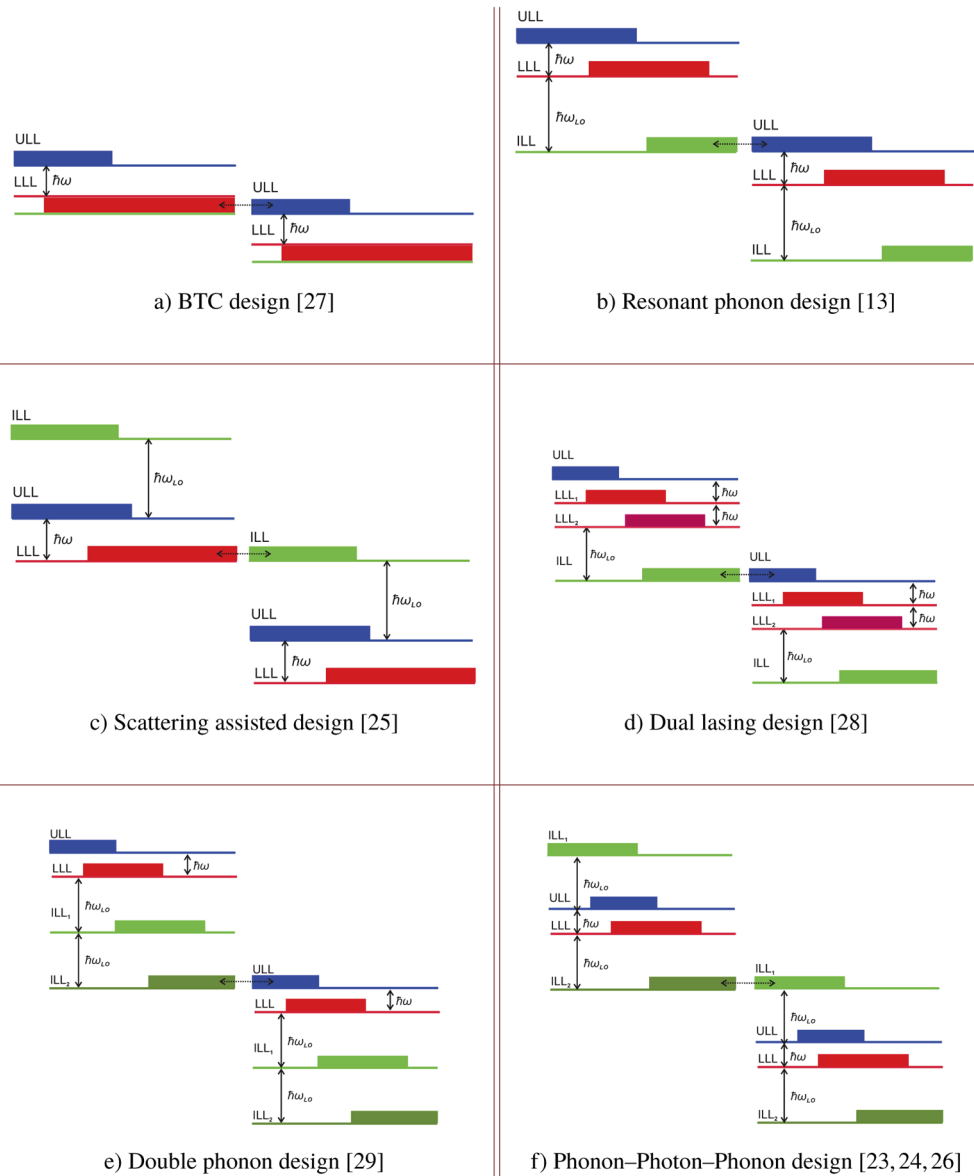 ULL
ħω
LLL
ULL
ħω
LLL
a) BTC design [27]
ULL
ħω
LLL
ħω_LO
ILL
ULL
ħω
LLL
ħω_LO
ILL
b) Resonant phonon design [13]
ILL
ħω_LO
ULL
ħω
LLL
ILL
ħω_LO
ULL
ħω
LLL
c) Scattering assisted design [25]
ULL
ħω
LLL₁
ħω
LLL₂
ħω_LO
ILL
ULL
ħω
LLL₁
ħω
LLL₂
ħω_LO
ILL
d) Dual lasing design [28]
ULL
ħω
LLL
ħω_LO
ILL₁
ħω_LO
ILL₂
ULL
ħω
LLL
ħω_LO
ILL₁
ħω_LO
ILL₂
e) Double phonon design [29]
ILL₁
ħω_LO
ULL
ħω
LLL
ħω_LO
ILL₂
ILL₁
ħω_LO
ULL
ħω
LLL
ħω_LO
ILL₂
f) Phonon–Photon–Phonon design [23, 24, 26]